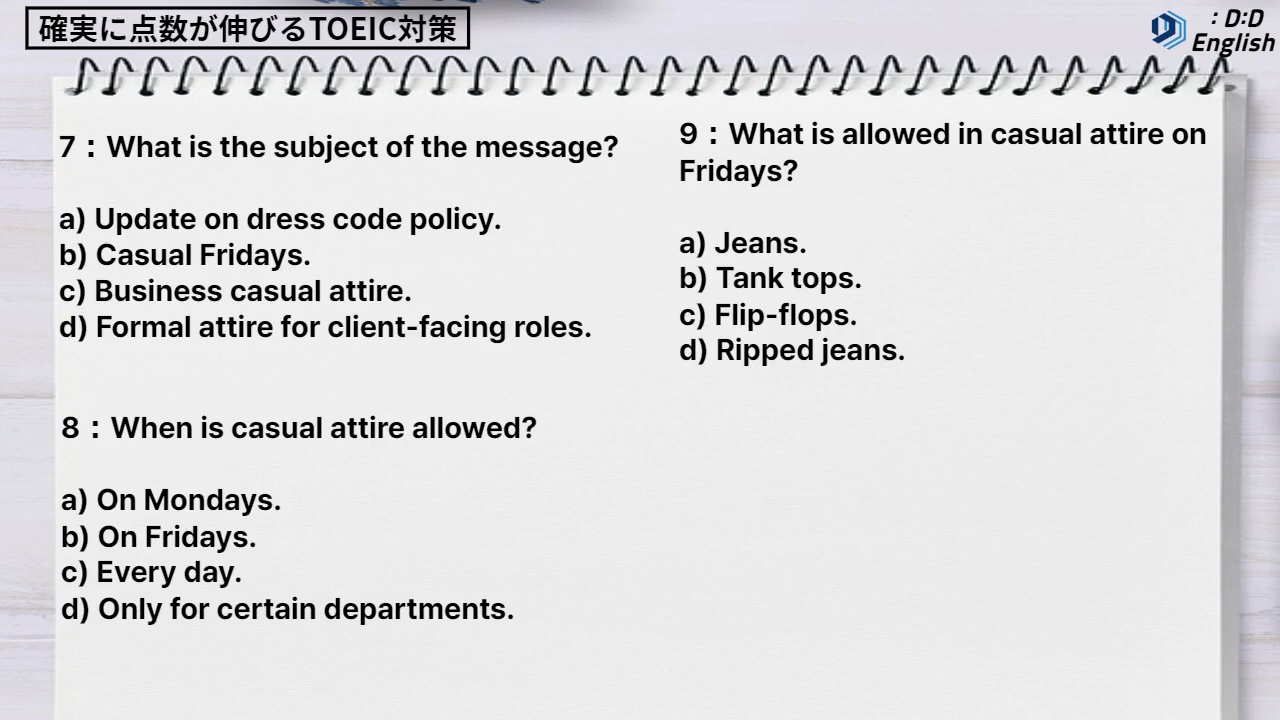 確実に点数が伸びるTOEIC対策
: D:D
English
7：What is the subject of the message?
a) Update on dress code policy.
b) Casual Fridays.
c) Business casual attire.
d) Formal attire for client-facing roles.
8：When is casual attire allowed?
a) On Mondays.
b) On Fridays.
c) Every day.
d) Only for certain departments.
9：What is allowed in casual attire on
Fridays?
a) Jeans.
b) Tank tops.
c) Flip-flops.
d) Ripped jeans.